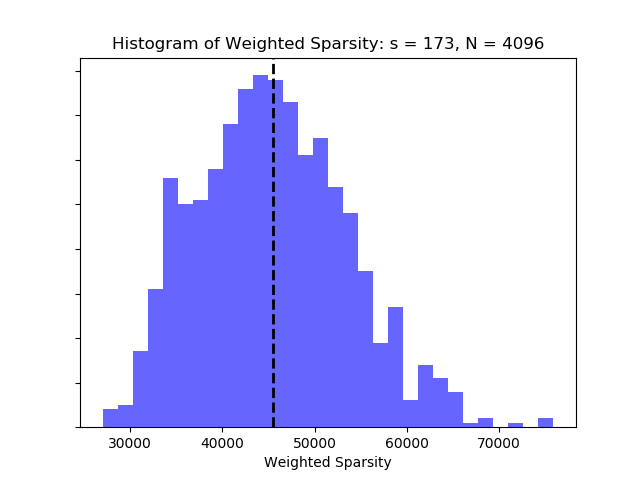 Histogram of Weighted Sparsity: s = 173, N = 4096
30000 40000 50000 60000 70000
Weighted Sparsity